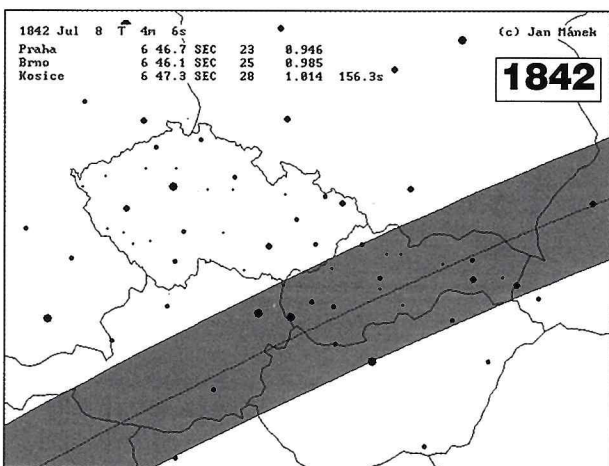 1842 Jul 8 T 4m 6s
(c) Jan Mánek
Praha 6 46.7 SEC 23 0.946
Brno 6 46.1 SEC 25 0.985
Kosice 6 47.3 SEC 28 1.014 156.3s
1842